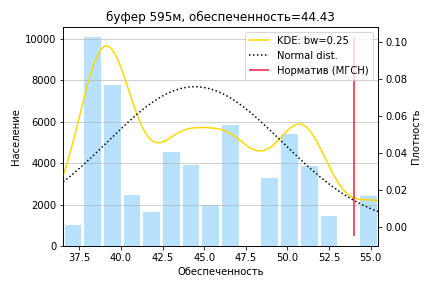 буфер 595м, обеспеченность=44.43
KDE: bw=0.25
Normal dist.
Норматив (МГСН)
Население
10000
8000
6000
4000
2000
0
0.10
0.08
0.06
0.04
0.02
0.00
Плотность
37.5 40.0 42.5 45.0 47.5 50.0 52.5 55.0
Обеспеченность